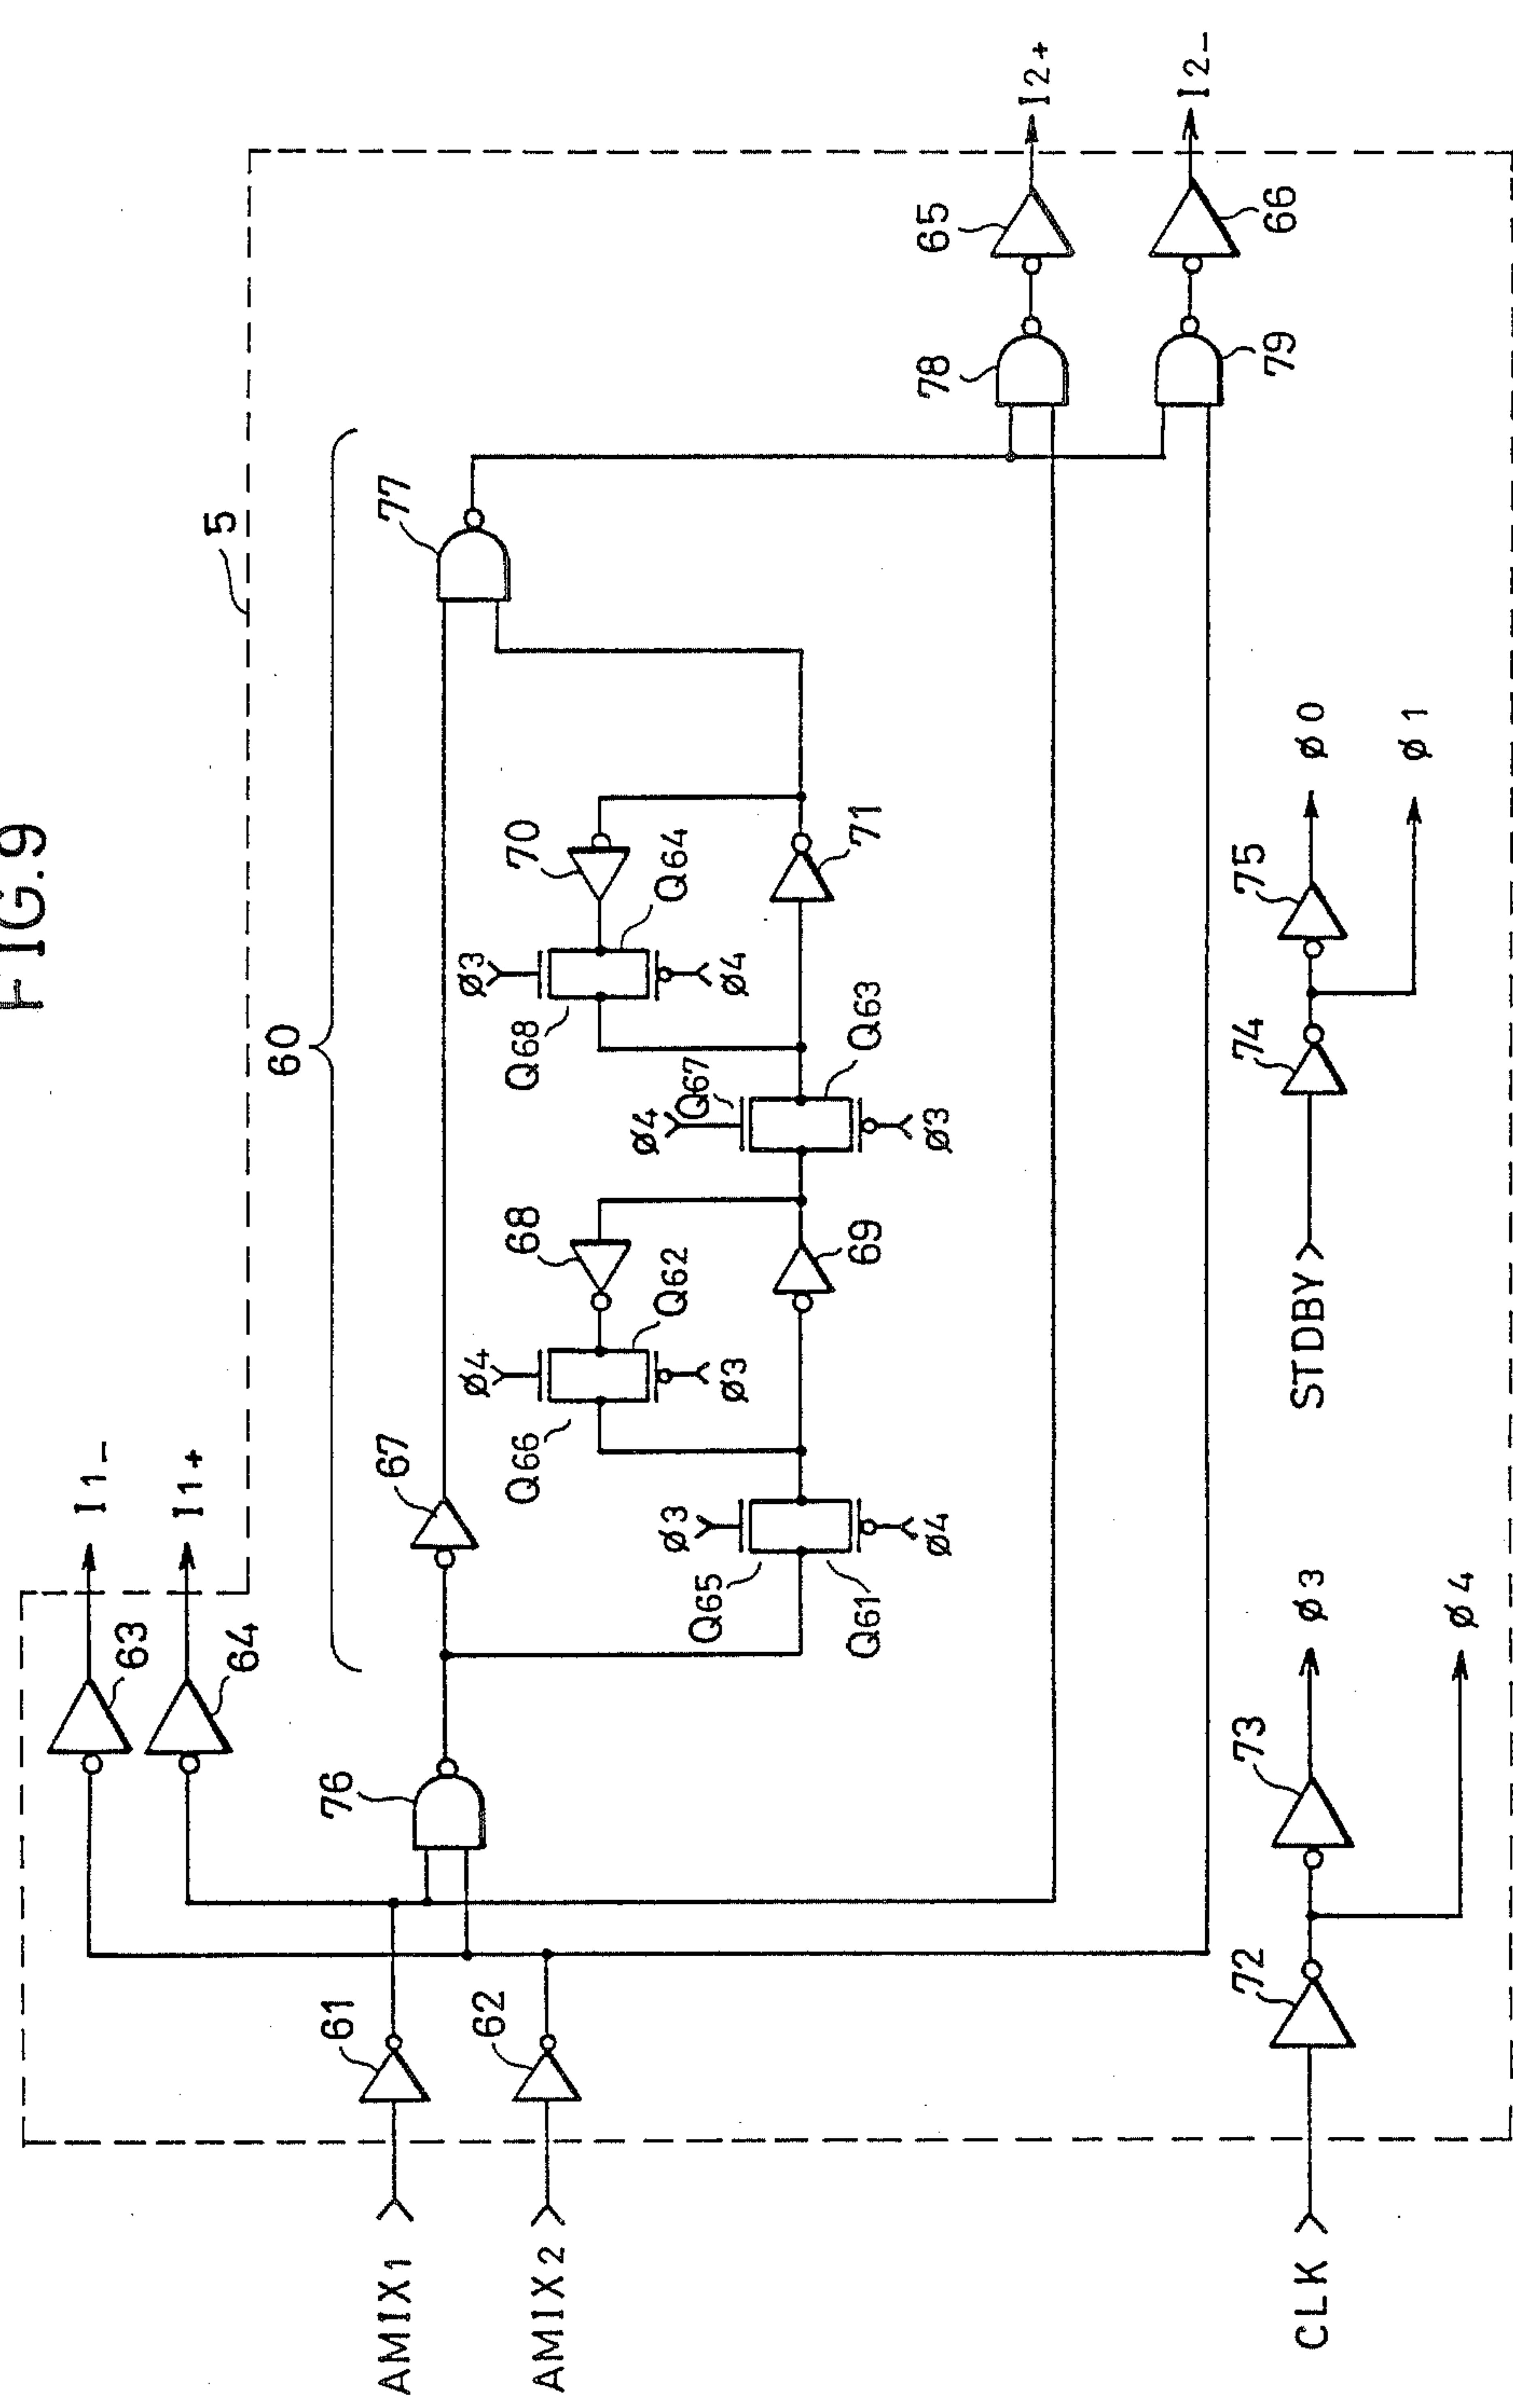 FIG.9
5
60
I1-
I1+
63
64
67
77
76
61
62
AMIX1
AMIX2
68
70
Q62
Q64
Q66
Q68
ø4
ø3
ø3
ø4
69
71
Q65
Q61
Q67
Q63
ø3
ø4
ø4
ø3
78
79
65
66
I2+
I2-
CLK
72
73
ø3
ø4
STDBY
74
75
ø0
ø1